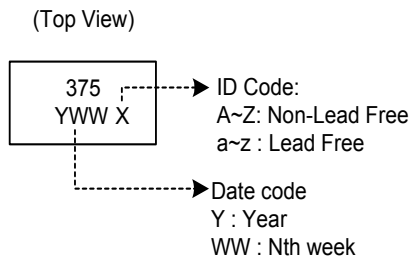 (Top View)
375
YWW X
ID Code:
A~Z: Non-Lead Free
a~z : Lead Free
Date code
Y : Year
WW : Nth week